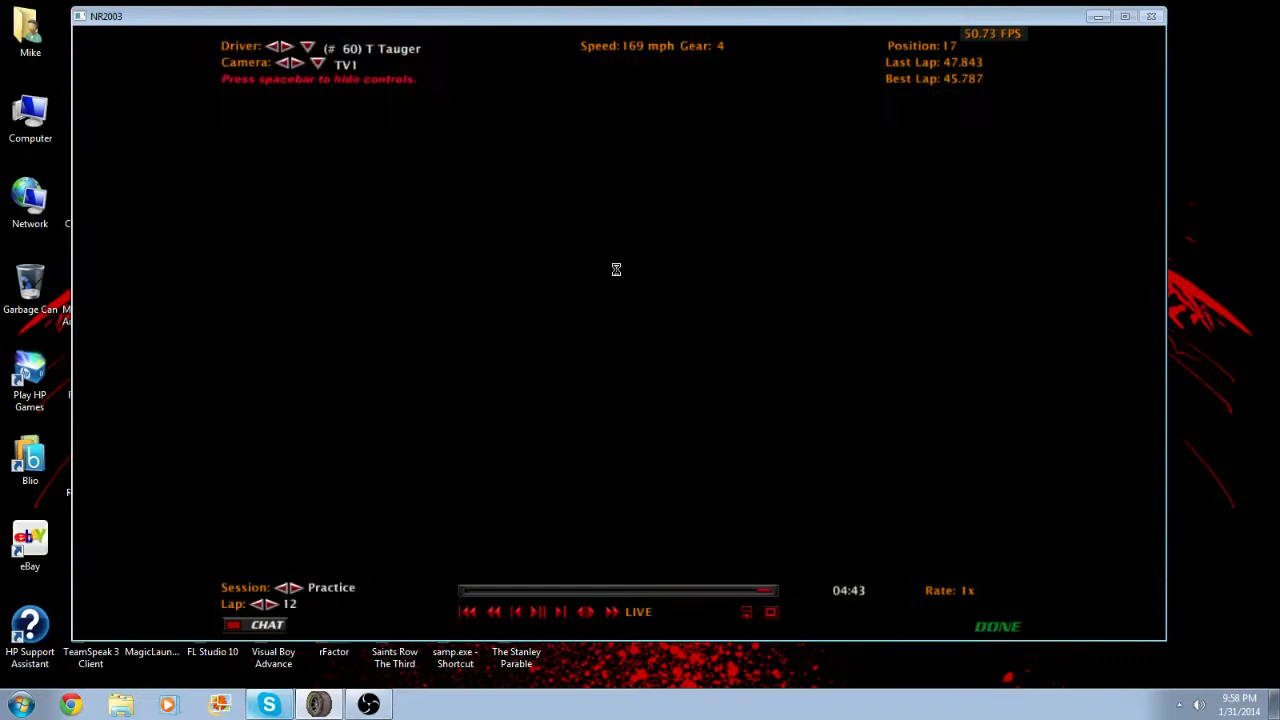 NR2003
50.73 FPS
Driver: (# 60) T Tauger
Speed: 169 mph Gear: 4
Position: 17
Camera: TV1
Last Lap: 47.843
Press spacebar to hide controls.
Best Lap: 45.787
Mike
Computer
Network
C
Garbage Can
M
Play HP
Games
Blio
eBay
HP Support
Assistant
Session: Practice
04:43
Rate: 1x
Lap: 12
LIVE
CHAT
DONE
TeamSpeak 3
Client
MagicLaun...
FL Studio 10
Visual Boy
Advance
rFactor
Saints Row
The Third
samp.exe -
Shortcut
The Stanley
Parable
9:58 PM
1/31/2014